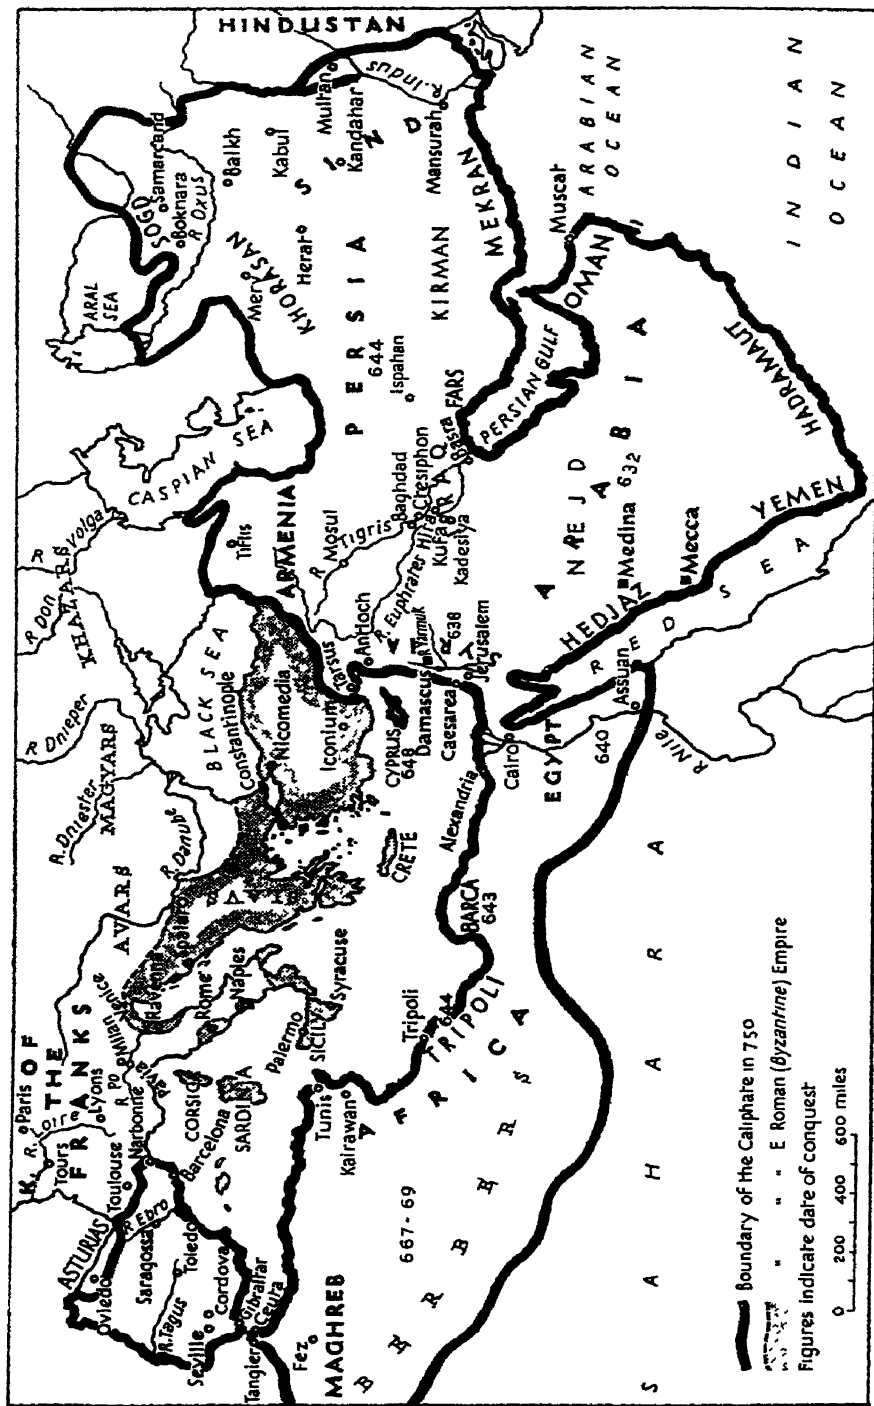 K. OF
THE
FRANKS
Paris
R. Loire
Tours
Lyons
Toulouse
Narbonne
R Po
Milan
Pavia
Venice
Ravenna
Spalato
Rome
Naples
Palermo
SICILY
Syracuse
CORSICA
SARDINIA
ASTURIAS
Oviedo
R Ebro
Saragossa
Barcelona
R. Tagus
Toledo
Cordova
Seville
Gibraltar
Ceuta
Tangier
Fez
MAGHREB
BERBERS
667-69
Tunis
Kairawan
AFRICA
Tripoli
TRIPOLI
644
BARCA
643
SAHARA
AVARS
MAGYARS
KHAZARS
R. Danube
R. Dniester
R Dnieper
R Don
R Volga
BLACK SEA
Constantinople
Nicomedia
Iconium
Tarsus
Antioch
CRETE
CYPRUS
648
Damascus
R Yarmuk
638
Caesarea
Jerusalem
Alexandria
Cairo
EGYPT
640
R Nile
Assuan
RED SEA
HEDJAZ
Medina
632
Mecca
NEJD
ARABIA
YEMEN
HADRAMAUT
OMAN
Muscat
PERSIAN GULF
CASPIAN SEA
Tiflis
ARMENIA
Mosul
R Tigris
R. Euphrates
Baghdad
Ctesiphon
Hira
Kufa
Kadesiya
IRAQ
Basra
FARS
PERSIA
644
Ispahan
KIRMAN
MEKRAN
KHORASAN
Merv
Herat
ARAL
SEA
SOGD
Samarcand
Boknara
R Oxus
Balkh
Kabul
Kandahar
Multan
Mansurah
SIND
R. Indus
HINDUSTAN
ARABIAN
OCEAN
INDIAN
OCEAN
Boundary of the Caliphate in 750
" " " E Roman (Byzantine) Empire
Figures indicate date of conquest
0 200 400 600 miles